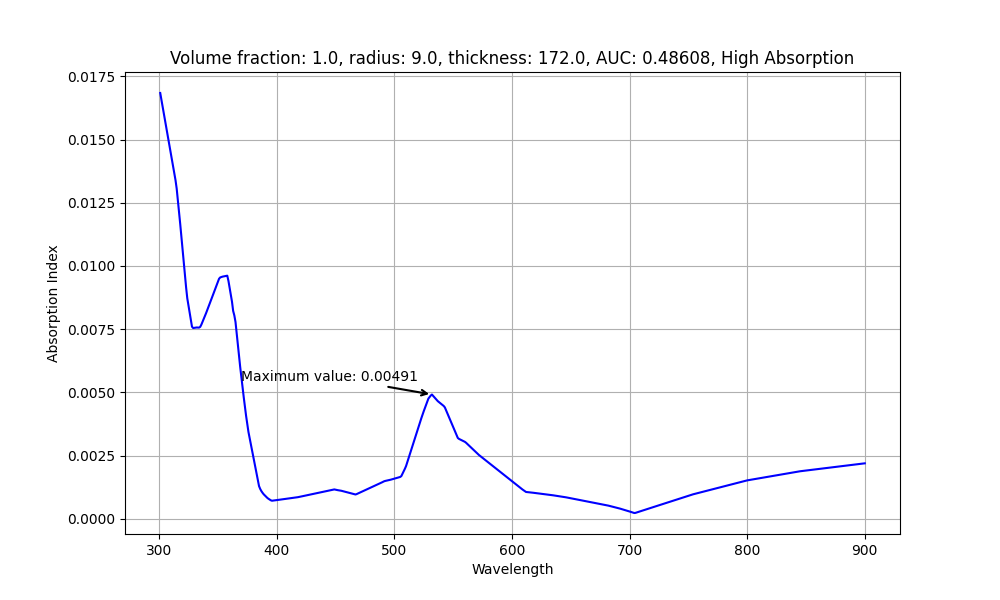 Volume fraction: 1.0, radius: 9.0, thickness: 172.0, AUC: 0.48608, High Absorption
0.0175
0.0150
0.0125
0.0100
0.0075
0.0050
0.0025
0.0000
Absorption Index
Maximum value: 0.00491
300 400 500 600 700 800 900
Wavelength